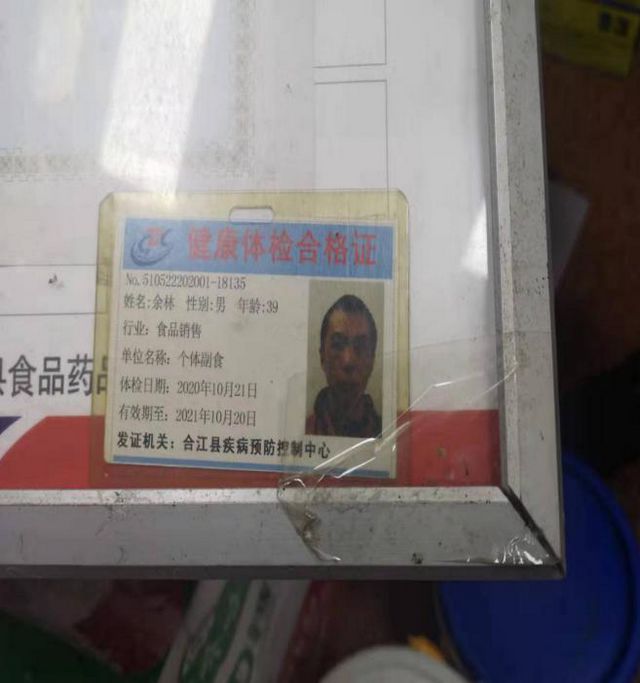 健康体检合格证
No.510522202001-18135
姓名:余林 性别:男 年龄:39
行业: 食品销售
单位名称: 个体副食
体检日期: 2020年10月21日
有效期至: 2021年10月20日
发证机关: 合江县疾病预防控制中心
县食品药品